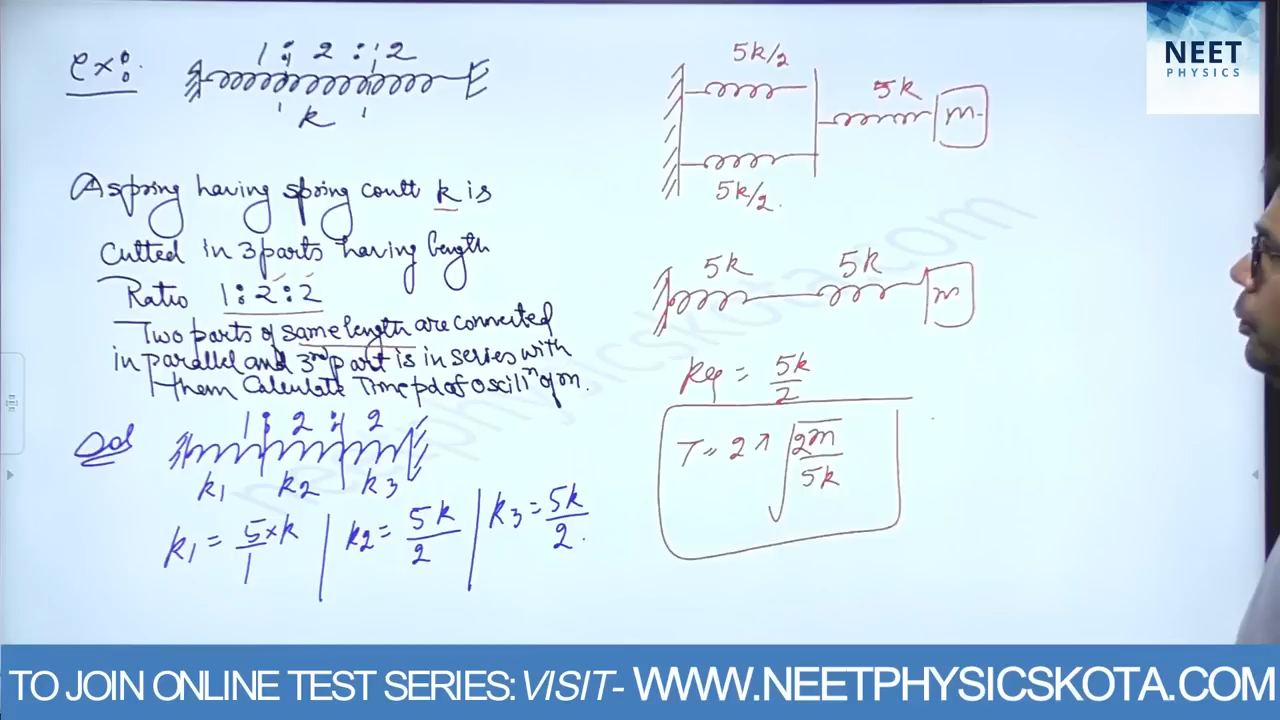 ex:
1 : 2 : 2
k
A spring having spring constt k is
cutted in 3 parts having length
Ratio 1:2:2
Two parts of same length are connected
in parallel and 3rd part is in series with
them Calculate Time pd of oscilln of m.
Sol
1 : 2 : 2
k1 k2 k3
k1 = 5/1 × k | k2 = 5k/2 | k3 = 5k/2.
5k/2
5k
m
5k/2.
5k 5k
m
keq = 5k/2
T = 2π √2m/5k
NEET
PHYSICS
neetphysicskota.com
TO JOIN ONLINE TEST SERIES: VISIT- WWW.NEETPHYSICSKOTA.COM